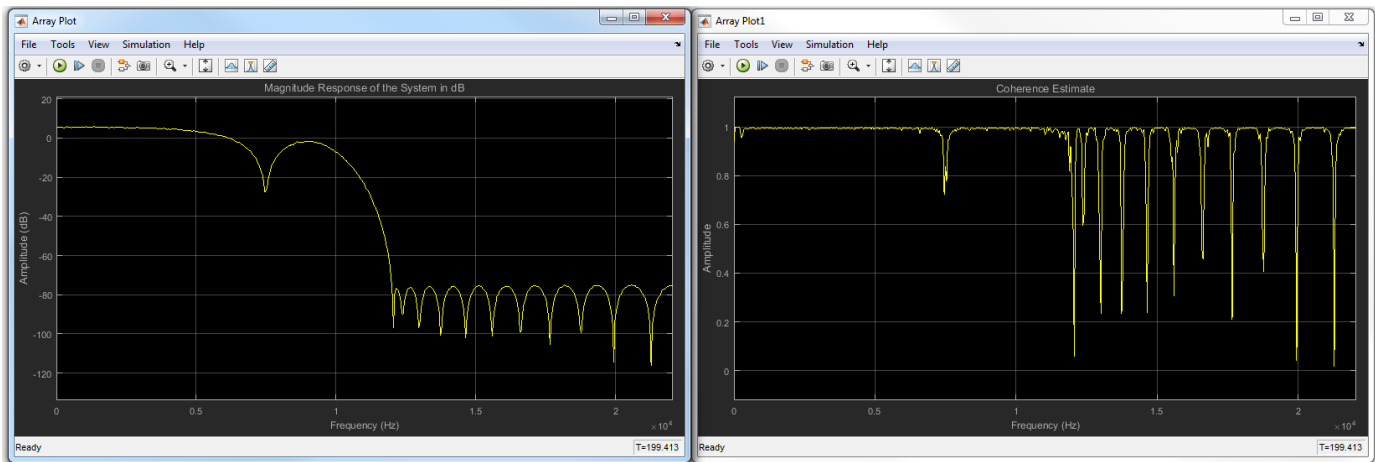 Array Plot
File Tools View Simulation Help
Magnitude Response of the System in dB
Amplitude (dB)
20
0
-20
-40
-60
-80
-100
-120
0 0.5 1 1.5 2
Frequency (Hz)
×10⁴
Ready T=199.413
Array Plot1
File Tools View Simulation Help
Coherence Estimate
Amplitude
1
0.8
0.6
0.4
0.2
0
0 0.5 1 1.5 2
Frequency (Hz)
×10⁴
Ready T=199.413